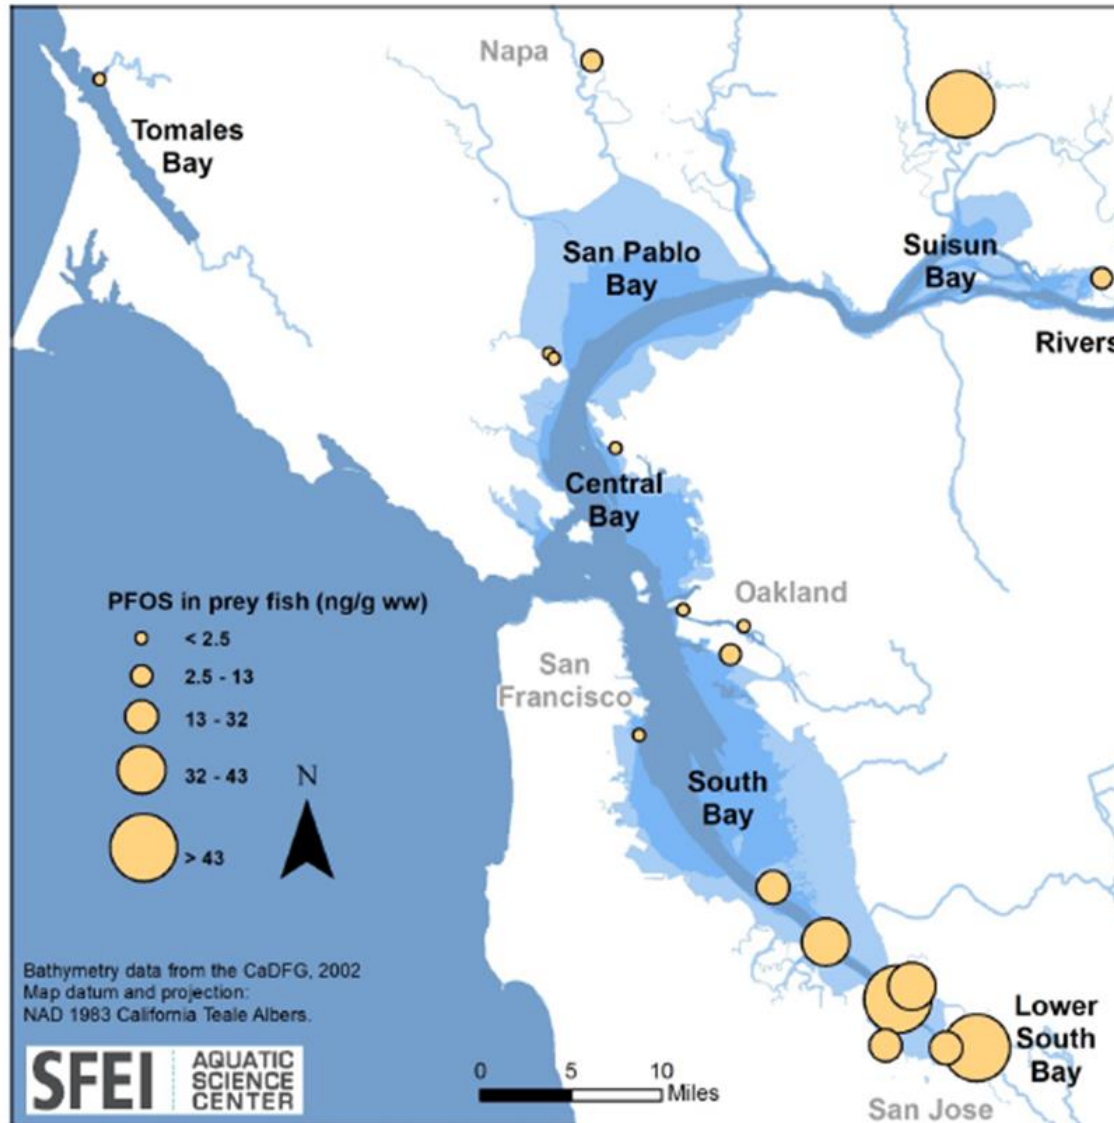 Napa
Tomales
Bay
San Pablo
Bay
Suisun
Bay
Rivers
Central
Bay
PFOS in prey fish (ng/g ww)
< 2.5
2.5 - 13
13 - 32
32 - 43
> 43
N
Oakland
San
Francisco
South
Bay
Bathymetry data from the CaDFG, 2002
Map datum and projection:
NAD 1983 California Teale Albers.
Lower
South
Bay
San Jose
SFEI
AQUATIC
SCIENCE
CENTER
0 5 10
Miles